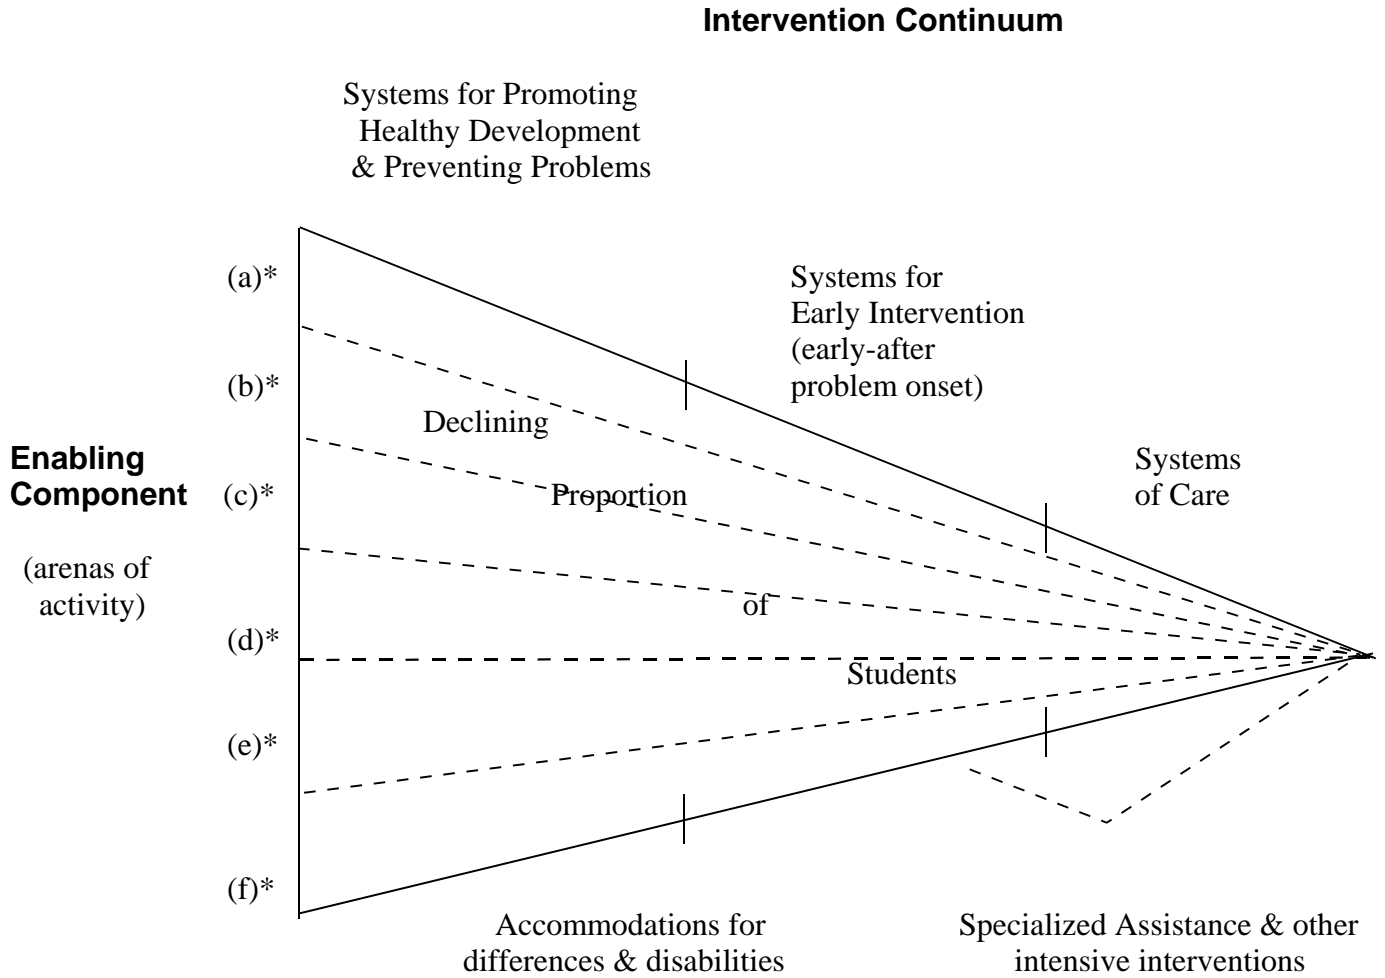 Intervention Continuum
Systems for Promoting
Healthy Development
& Preventing Problems
(a)*
Systems for
Early Intervention
(early-after
problem onset)
(b)*
Declining
Enabling
Component
(c)*
Proportion
Systems
of Care
(arenas of
activity)
of
(d)*
Students
(e)*
(f)*
Accommodations for
differences & disabilities
Specialized Assistance & other
intensive interventions